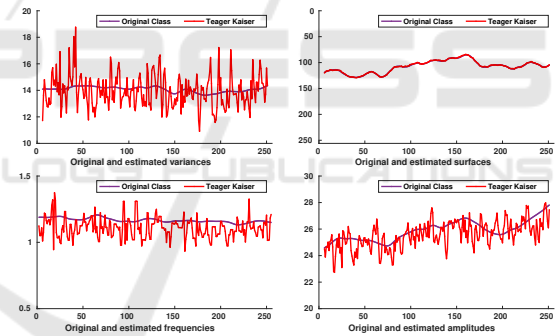 20
18
16
14
12
10
0 50 100 150 200 250
Original Class Teager Kaiser
Original and estimated variances
0
50
100
150
200
250
0 50 100 150 200 250
Original Class Teager Kaiser
Original and estimated surfaces
1.5
1
0.5
0 50 100 150 200 250
Original Class Teager Kaiser
Original and estimated frequencies
30
28
26
24
22
20
0 50 100 150 200 250
Original Class Teager Kaiser
Original and estimated amplitudes